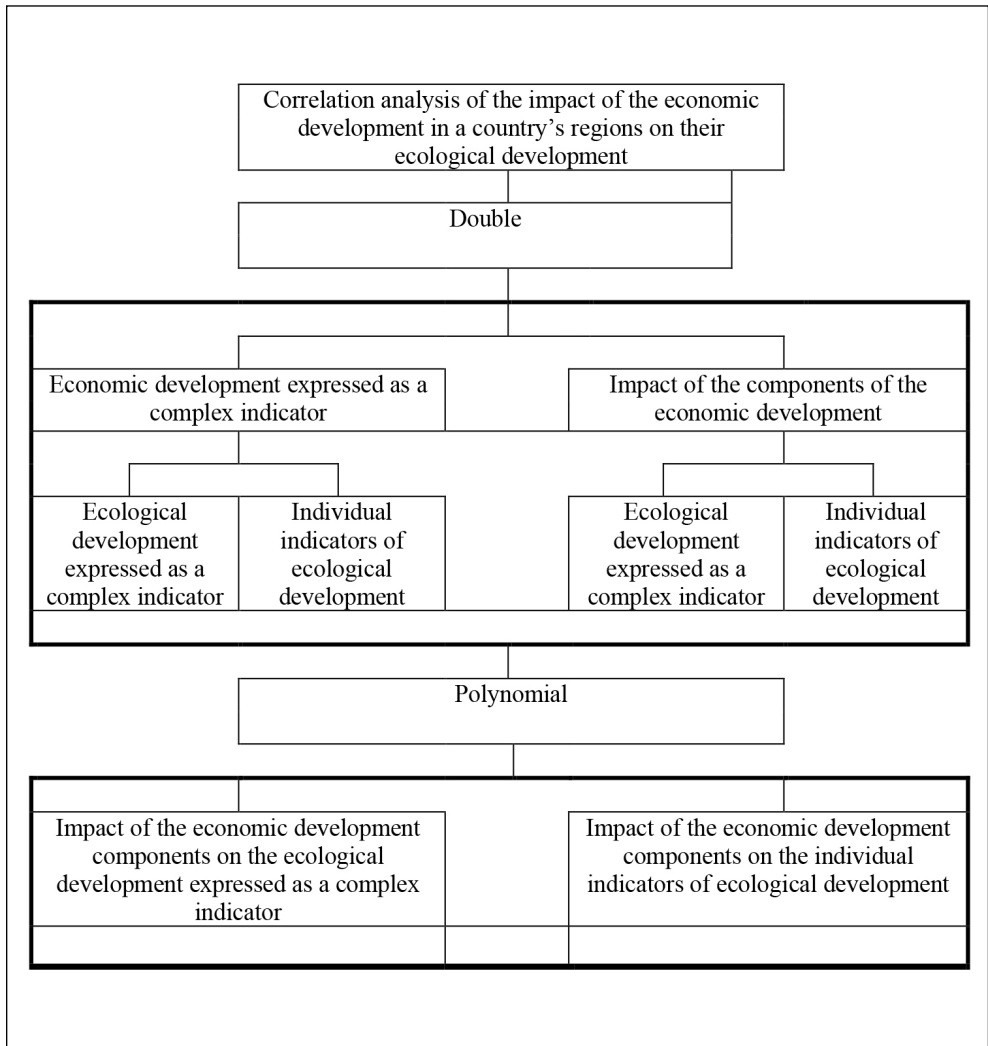 Correlation analysis of the impact of the economic
development in a country’s regions on their
ecological development
Double
Economic development expressed as a
complex indicator
Impact of the components of the
economic development
Ecological
development
expressed as a
complex indicator
Individual
indicators of
ecological
development
Ecological
development
expressed as a
complex indicator
Individual
indicators of
ecological
development
Polynomial
Impact of the economic development
components on the ecological
development expressed as a complex
indicator
Impact of the economic development
components on the individual
indicators of ecological development